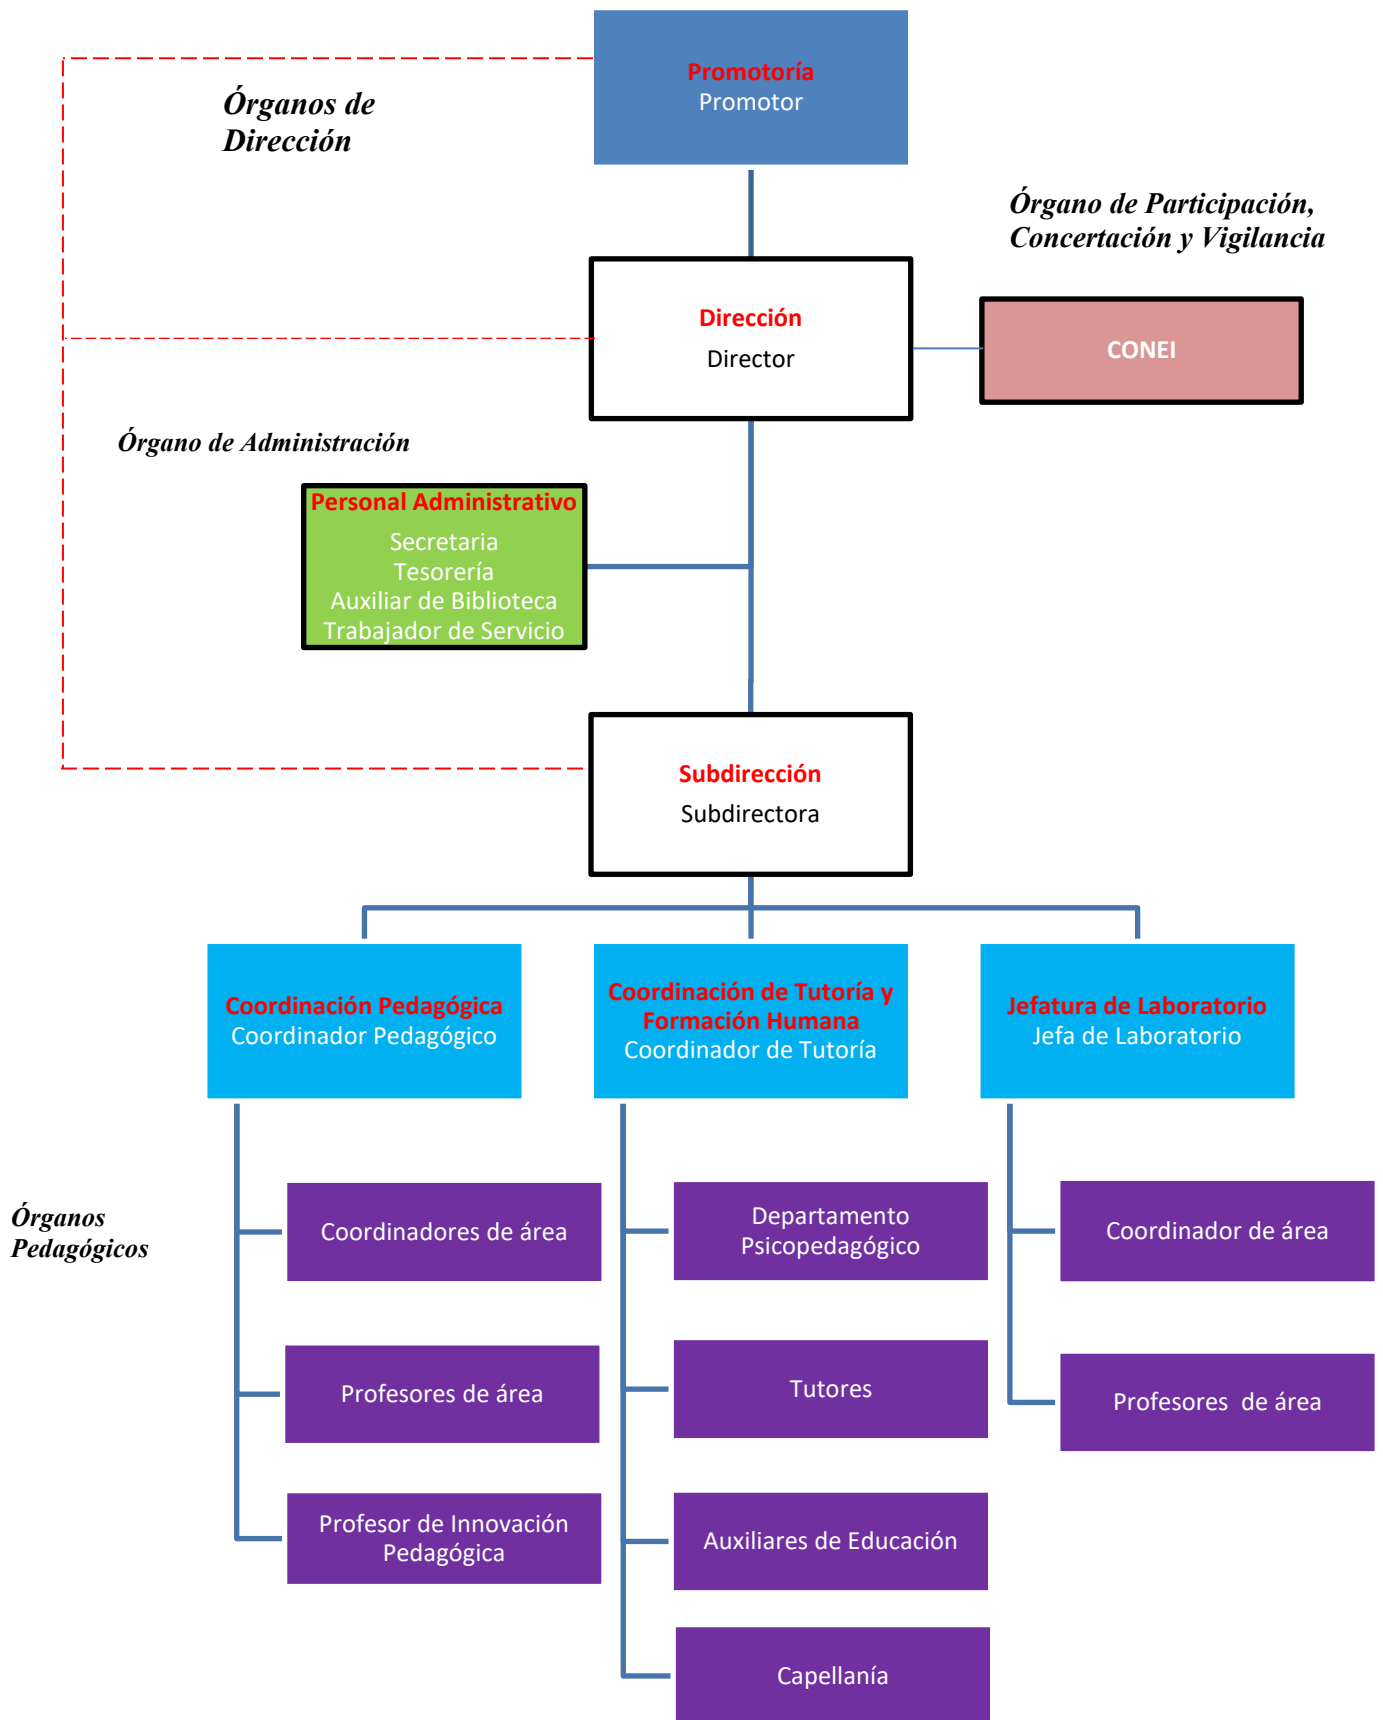 Promotoría
Promotor
Órganos de
Dirección
Órgano de Participación,
Concertación y Vigilancia
Dirección
Director
CONEI
Órgano de Administración
Personal Administrativo
Secretaria
Tesorería
Auxiliar de Biblioteca
Trabajador de Servicio
Subdirección
Subdirectora
Coordinación Pedagógica
Coordinador Pedagógico
Coordinación de Tutoría y
Formación Humana
Coordinador de Tutoría
Jefatura de Laboratorio
Jefa de Laboratorio
Órganos
Pedagógicos
Coordinadores de área
Profesores de área
Profesor de Innovación
Pedagógica
Departamento
Psicopedagógico
Tutores
Auxiliares de Educación
Capellanía
Coordinador de área
Profesores  de área